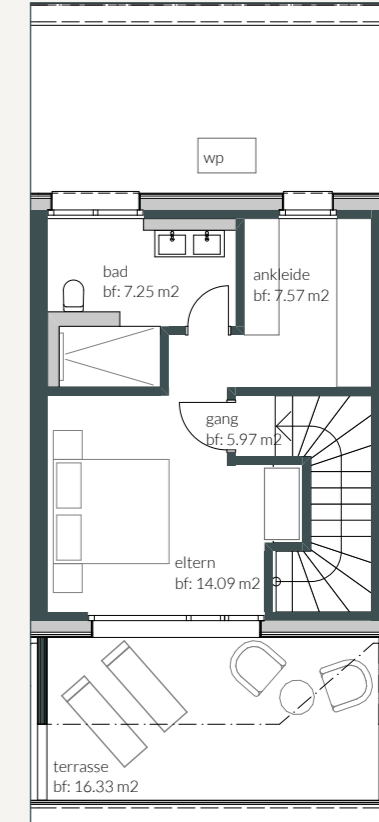 wp
bad
bf: 7.25 m2
ankleide
bf: 7.57 m2
gang
bf: 5.97 m2
eltern
bf: 14.09 m2
terrasse
bf: 16.33 m2